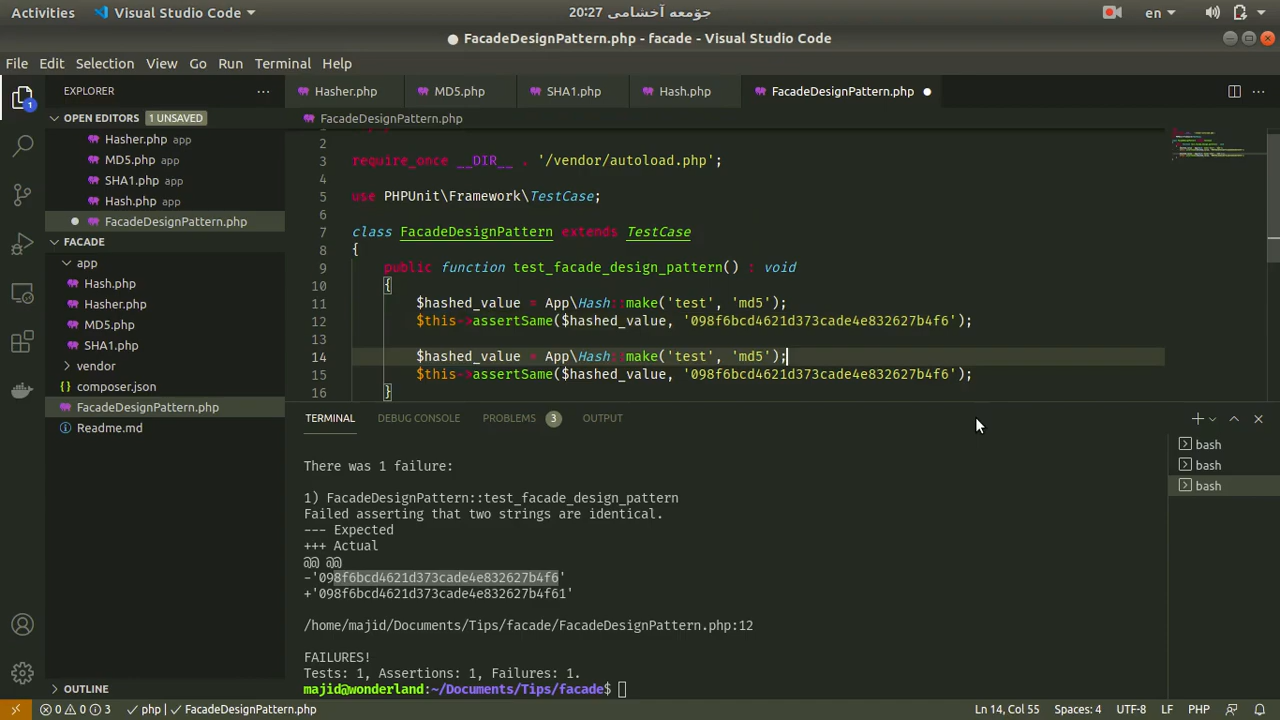 Activities
Visual Studio Code
20:27 جۆمعه آخشامی
en
● FacadeDesignPattern.php - facade - Visual Studio Code
File Edit Selection View Go Run Terminal Help
EXPLORER
Hasher.php
MD5.php
SHA1.php
Hash.php
FacadeDesignPattern.php
OPEN EDITORS 1 UNSAVED
Hasher.php app
MD5.php app
SHA1.php app
Hash.php app
FacadeDesignPattern.php
FACADE
app
Hash.php
Hasher.php
MD5.php
SHA1.php
vendor
composer.json
FacadeDesignPattern.php
Readme.md
OUTLINE
1
FacadeDesignPattern.php
2
3 require_once __DIR__ . '/vendor/autoload.php';
4
5 use PHPUnit\Framework\TestCase;
6
7 class FacadeDesignPattern extends TestCase
8 {
9 public function test_facade_design_pattern() : void
10 {
11 $hashed_value = App\Hash::make('test', 'md5');
12 $this->assertSame($hashed_value, '098f6bcd4621d373cade4e832627b4f6');
13
14 $hashed_value = App\Hash::make('test', 'md5');
15 $this->assertSame($hashed_value, '098f6bcd4621d373cade4e832627b4f6');
16 }
TERMINAL DEBUG CONSOLE PROBLEMS 3 OUTPUT
There was 1 failure:
1) FacadeDesignPattern::test_facade_design_pattern
Failed asserting that two strings are identical.
--- Expected
+++ Actual
@@ @@
-'098f6bcd4621d373cade4e832627b4f6'
+'098f6bcd4621d373cade4e832627b4f61'
/home/majid/Documents/Tips/facade/FacadeDesignPattern.php:12
FAILURES!
Tests: 1, Assertions: 1, Failures: 1.
majid@wonderland:~/Documents/Tips/facade$
bash
bash
bash
0 0 3 php FacadeDesignPattern.php
Ln 14, Col 55 Spaces: 4 UTF-8 LF PHP